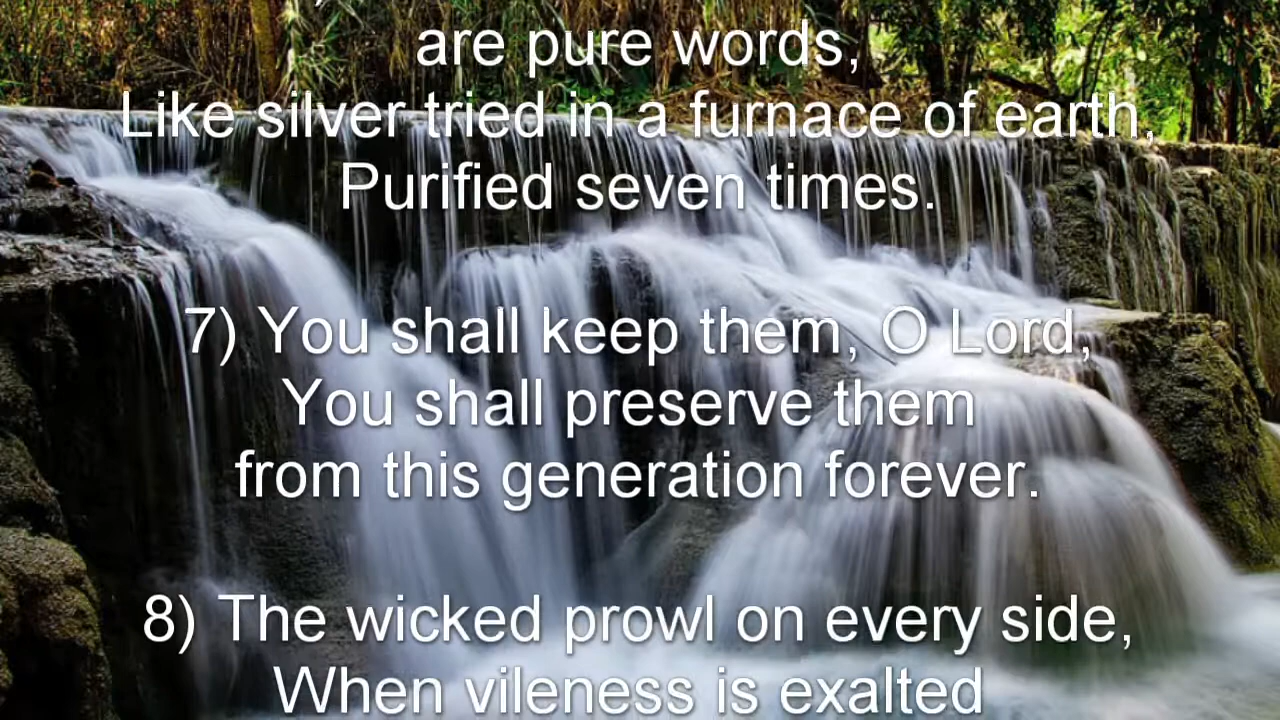 are pure words,
Like silver tried in a furnace of earth,
Purified seven times.
7) You shall keep them, O Lord,
You shall preserve them
from this generation forever.
8) The wicked prowl on every side,
When vileness is exalted